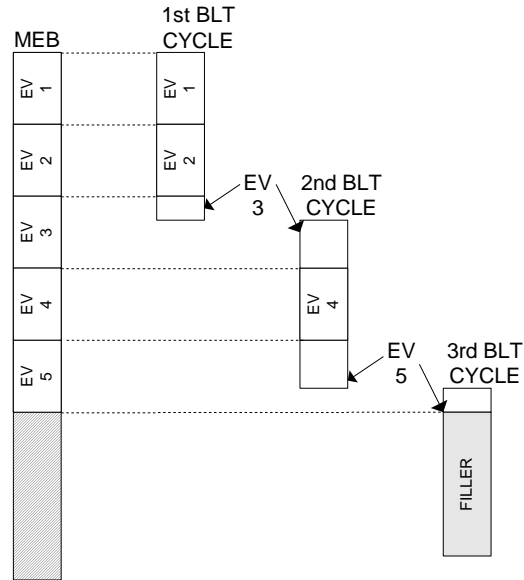 1st BLT
CYCLE
MEB
EV
1
EV
2
EV
3
EV
4
EV
5
EV
1
EV
2
EV
3
2nd BLT
CYCLE
EV
4
EV
5
3rd BLT
CYCLE
FILLER